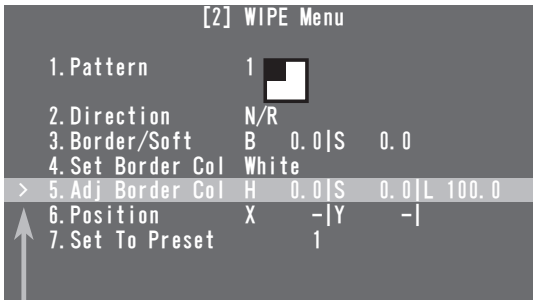 [2] WIPE Menu
1. Pattern 1
2. Direction N/R
3. Border/Soft B 0.0|S 0.0
4. Set Border Col White
> 5. Adj Border Col H 0.0|S 0.0|L 100.0
6. Position X -|Y -|
7. Set To Preset 1